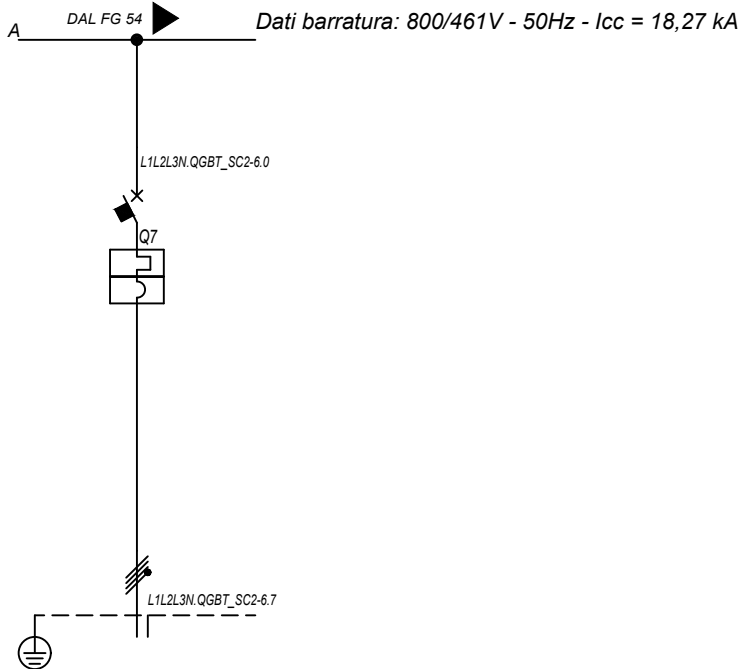 DAL FG 54
Dati barratura: 800/461V - 50Hz - Icc = 18,27 kA
A
L1L2L3N.QGBT_SC2-6.0
Q7
L1L2L3N.QGBT_SC2-6.7